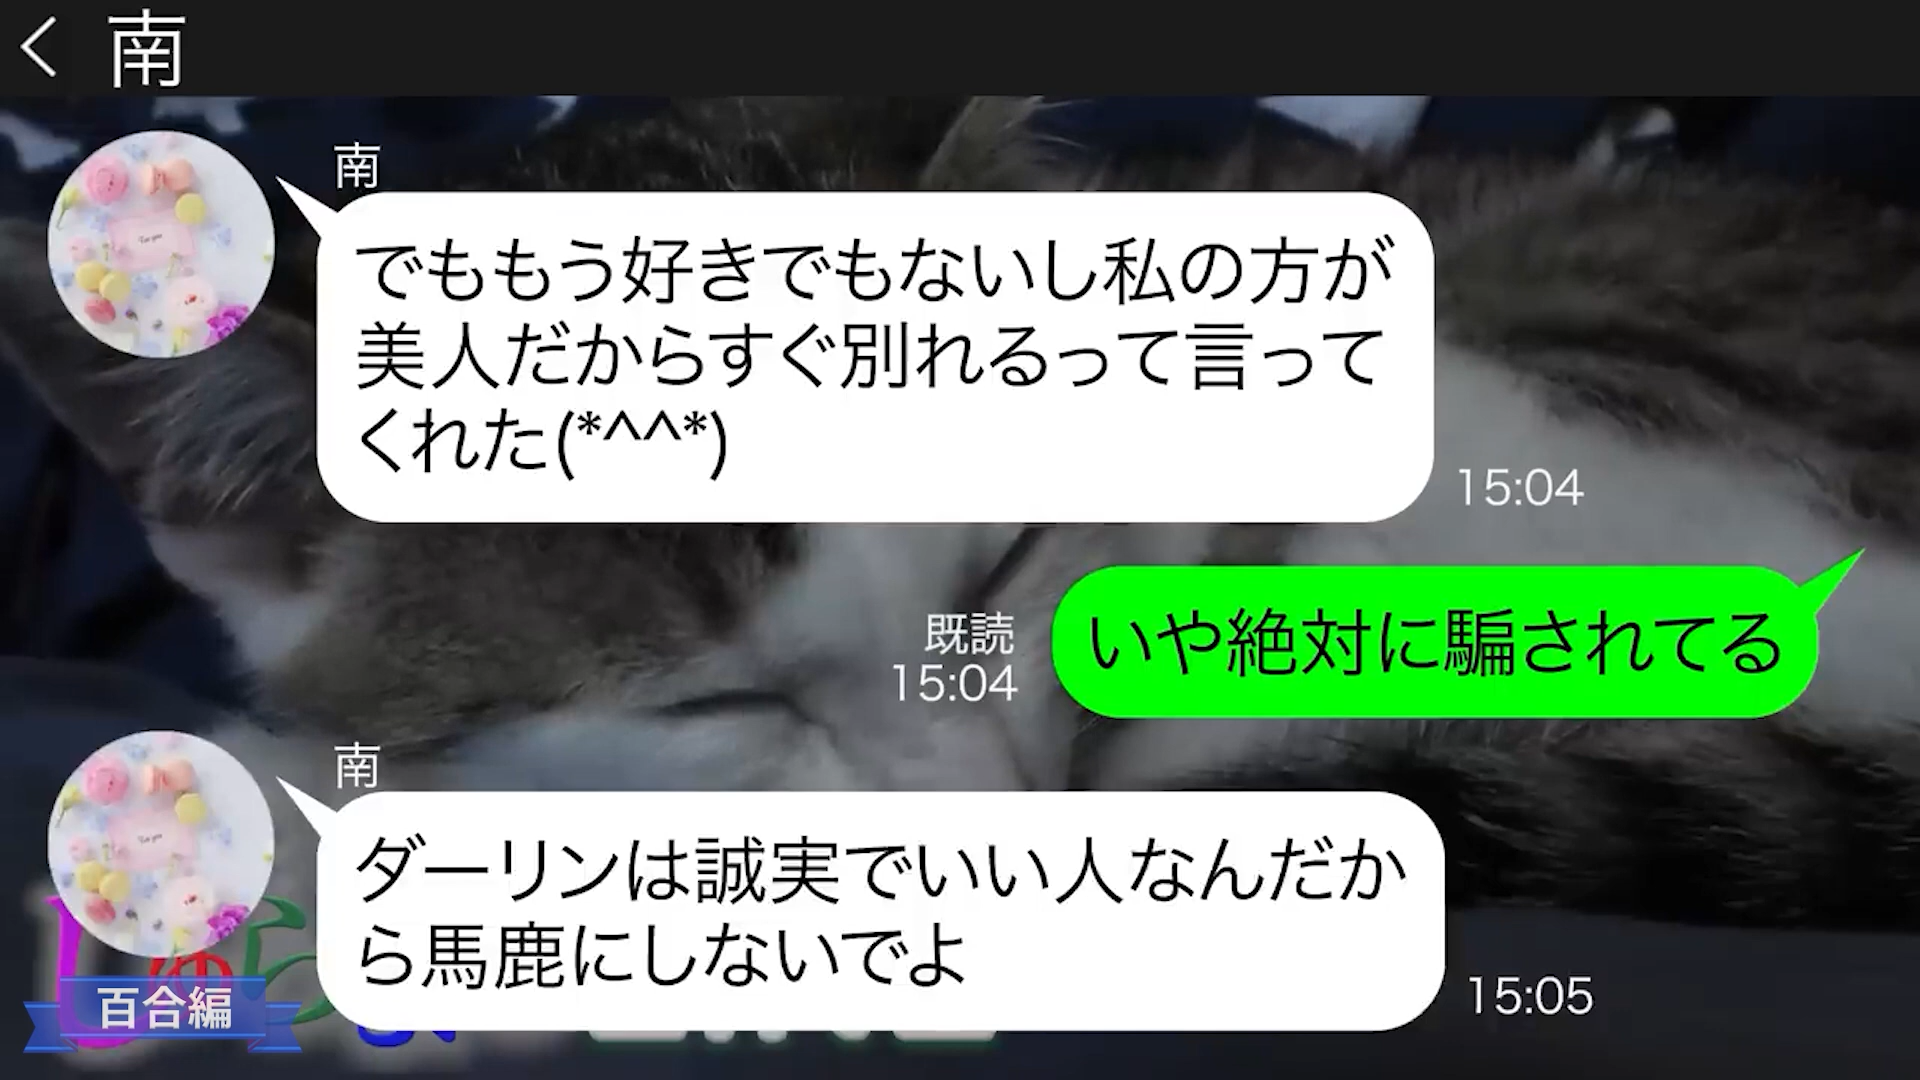 南
南
でももう好きでもないし私の方が
美人だからすぐ別れるって言って
くれた(*^^*)
15:04
いや絶対に騙されてる
既読
15:04
南
ダーリンは誠実でいい人なんだか
ら馬鹿にしないでよ
15:05
百合編